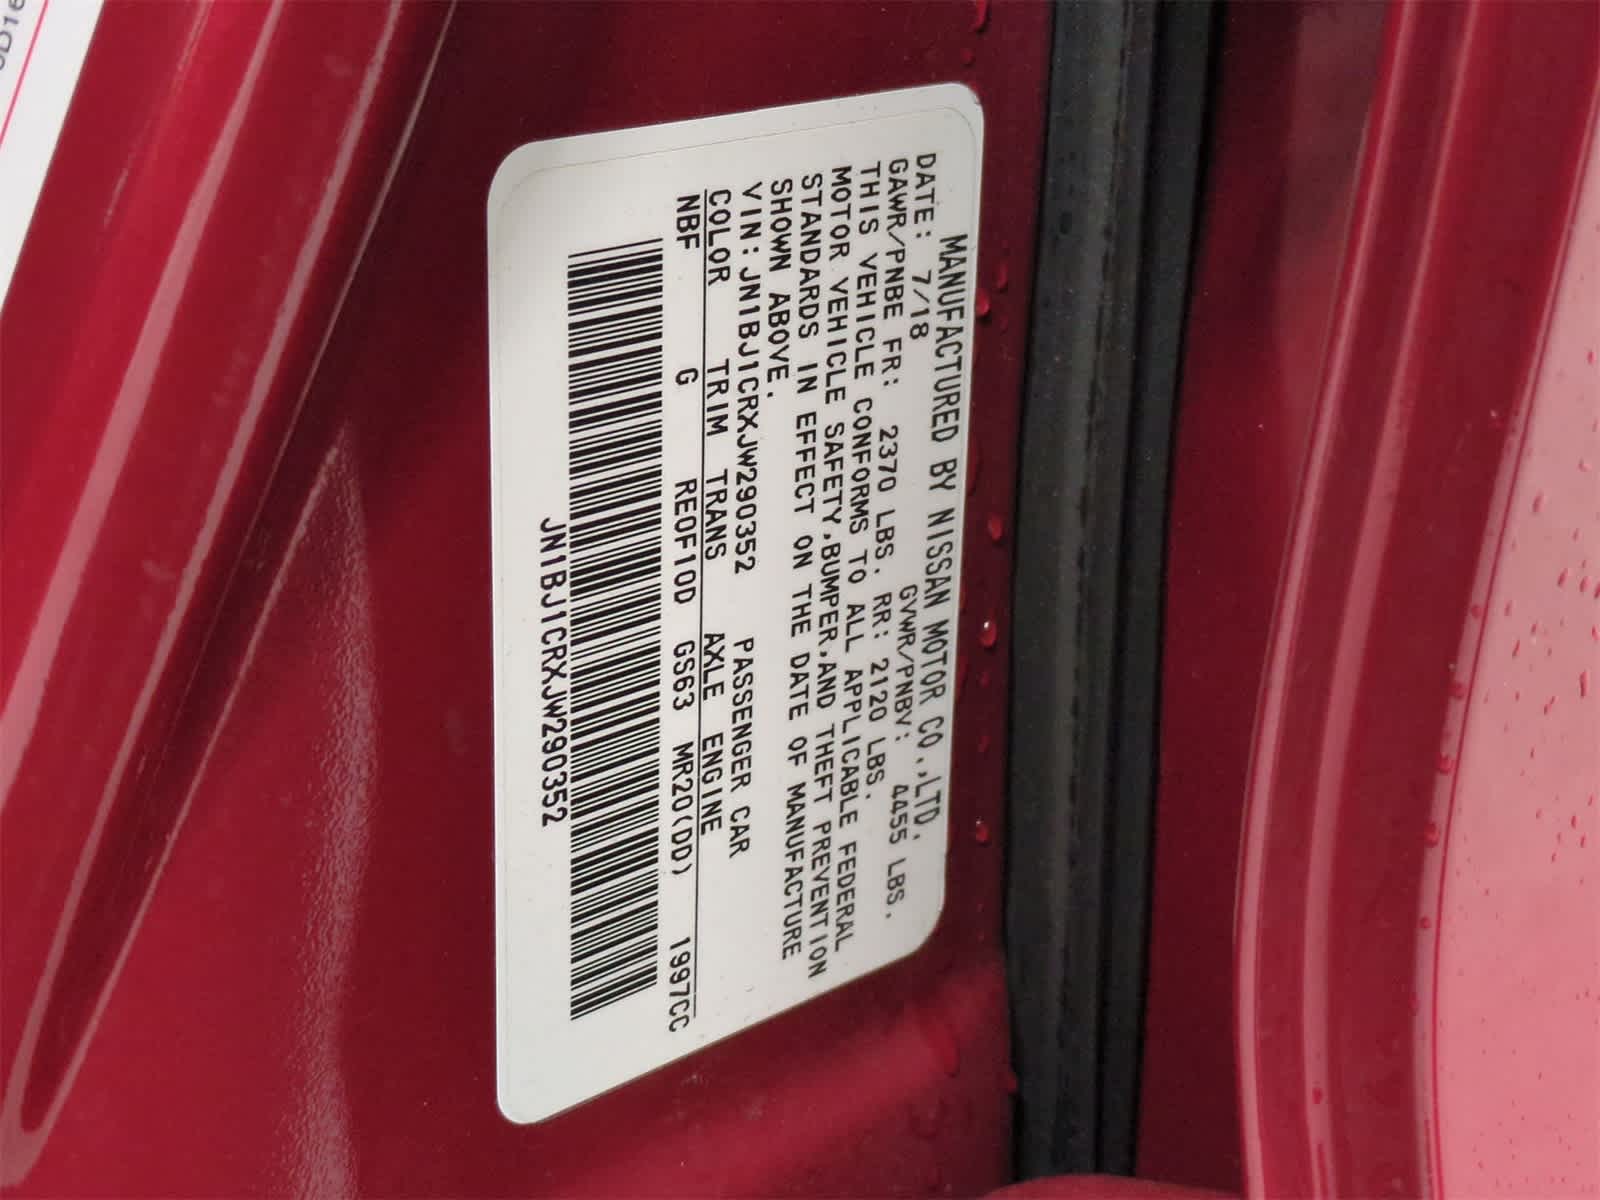 MANUFACTURED BY NISSAN MOTOR CO.,LTD.
DATE: 7/18 GVWR/PNBV: 4455 LBS.
GAWR/PNBE FR: 2370 LBS. RR: 2120 LBS.
THIS VEHICLE CONFORMS TO ALL APPLICABLE FEDERAL
MOTOR VEHICLE SAFETY,BUMPER,AND THEFT PREVENTION
STANDARDS IN EFFECT ON THE DATE OF MANUFACTURE
SHOWN ABOVE.
VIN:JN1BJ1CRXJW290352 PASSENGER CAR
COLOR TRIM TRANS AXLE ENGINE
NBF G RE0F10D GS63 MR20(DD) 1997CC
JN1BJ1CRXJW290352